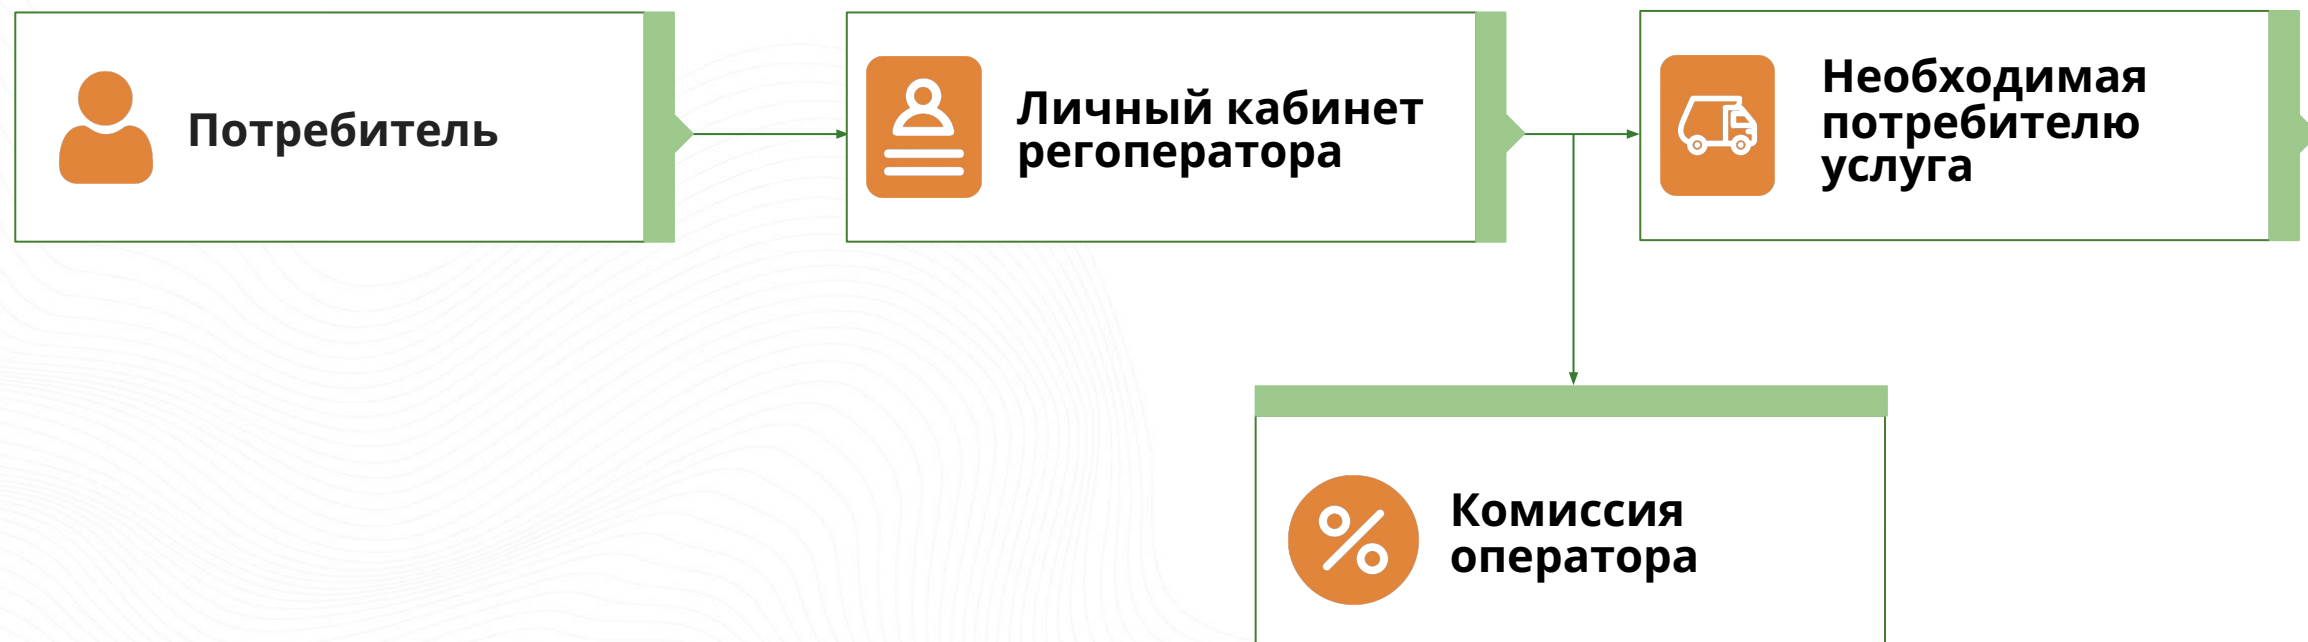 Потребитель
Личный кабинет
регоператора
Необходимая
потребителю
услуга
Комиссия
оператора